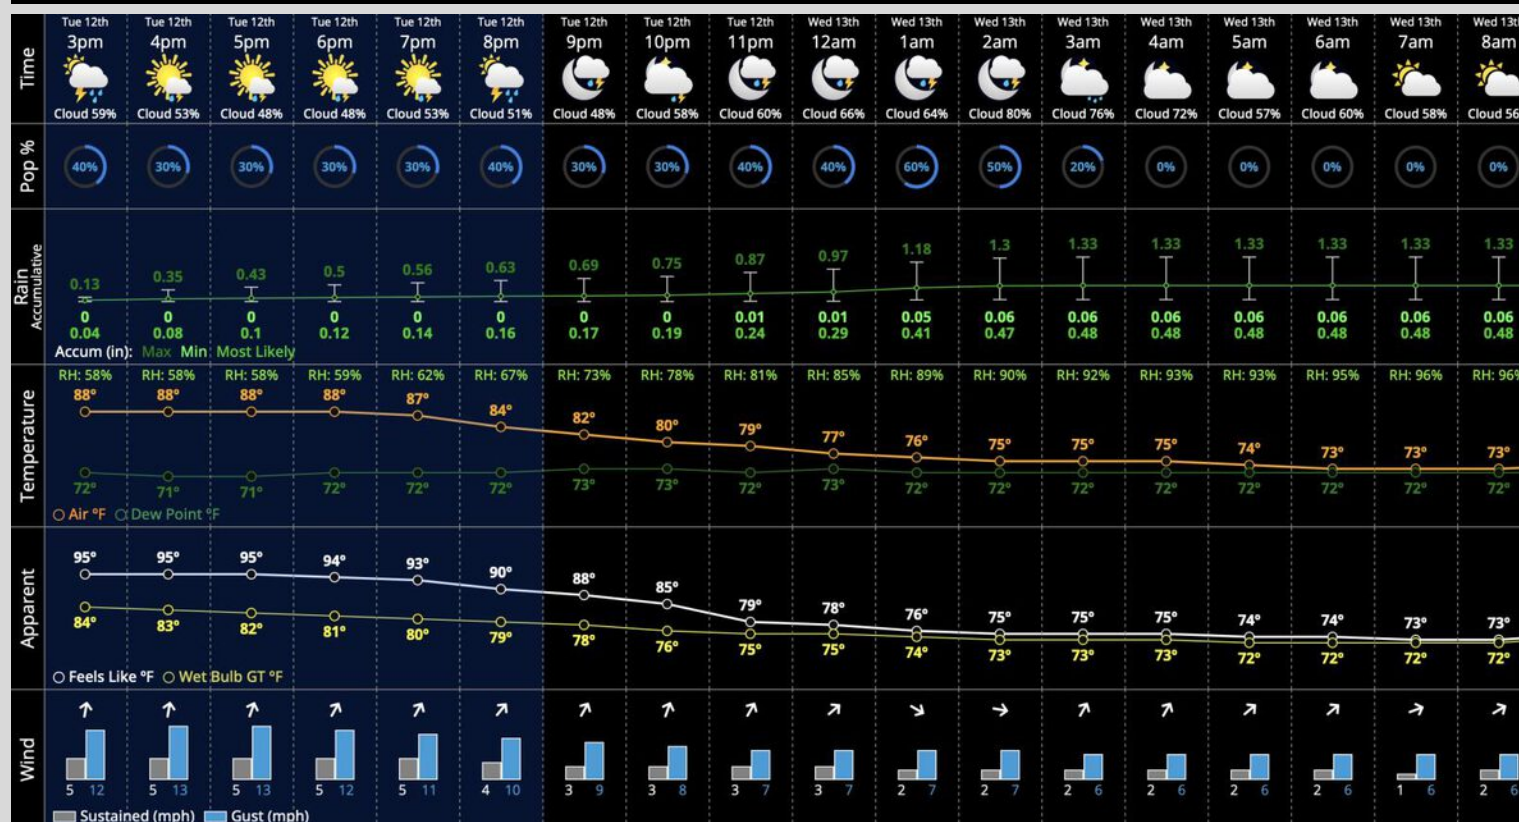 Time
Tue 12th Tue 12th Tue 12th Tue 12th Tue 12th Tue 12th Tue 12th Tue 12th Tue 12th Wed 13th Wed 13th Wed 13th Wed 13th Wed 13th Wed 13th Wed 13th Wed 13th Wed 13t
3pm 4pm 5pm 6pm 7pm 8pm 9pm 10pm 11pm 12am 1am 2am 3am 4am 5am 6am 7am 8am
Cloud 59% Cloud 53% Cloud 48% Cloud 48% Cloud 53% Cloud 51% Cloud 48% Cloud 58% Cloud 60% Cloud 66% Cloud 64% Cloud 80% Cloud 76% Cloud 72% Cloud 57% Cloud 60% Cloud 58% Cloud 56
Pop %
40% 30% 30% 30% 30% 40% 30% 30% 40% 40% 60% 50% 20% 0% 0% 0% 0% 0%
Rain
Accumulative
0.13 0.35 0.43 0.5 0.56 0.63 0.69 0.75 0.87 0.97 1.18 1.3 1.33 1.33 1.33 1.33 1.33 1.33
0 0 0 0 0 0 0 0 0.01 0.01 0.05 0.06 0.06 0.06 0.06 0.06 0.06 0.06
0.04 0.08 0.1 0.12 0.14 0.16 0.17 0.19 0.24 0.29 0.41 0.47 0.48 0.48 0.48 0.48 0.48 0.48
Accum (in): Max Min Most Likely
Temperature
RH: 58% RH: 58% RH: 58% RH: 59% RH: 62% RH: 67% RH: 73% RH: 78% RH: 81% RH: 85% RH: 89% RH: 90% RH: 92% RH: 93% RH: 93% RH: 95% RH: 96% RH: 96%
88° 88° 88° 88° 87° 84° 82° 80° 79° 77° 76° 75° 75° 75° 74° 73° 73° 73°
72° 71° 71° 72° 72° 72° 73° 73° 72° 73° 72° 72° 72° 72° 72° 72° 72° 72°
Air °F Dew Point °F
Apparent
95° 95° 95° 94° 93° 90° 88° 85° 79° 78° 76° 75° 75° 75° 74° 74° 73° 73°
84° 83° 82° 81° 80° 79° 78° 76° 75° 75° 74° 73° 73° 73° 72° 72° 72° 72°
Feels Like °F Wet Bulb GT °F
Wind
5 12 5 13 5 13 5 12 5 11 4 10 3 9 3 8 3 7 3 7 2 7 2 7 2 6 2 6 2 6 2 6 1 6 2 6
Sustained (mph) Gust (mph)